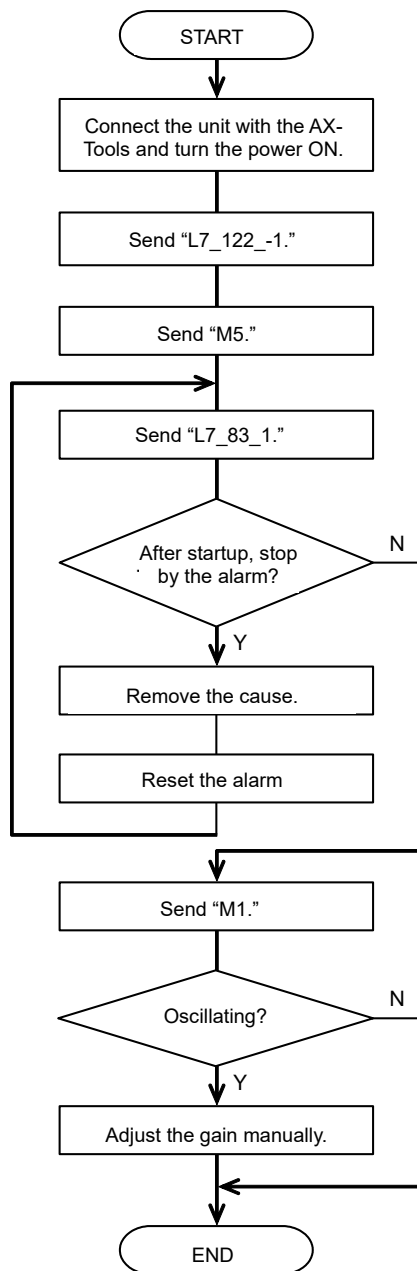 START
Connect the unit with the AX-
Tools and turn the power ON.
Send “L7_122_-1.”
Send “M5.”
Send “L7_83_1.”
After startup, stop
by the alarm?
N
Y
Remove the cause.
Reset the alarm
Send “M1.”
Oscillating?
N
Y
Adjust the gain manually.
END